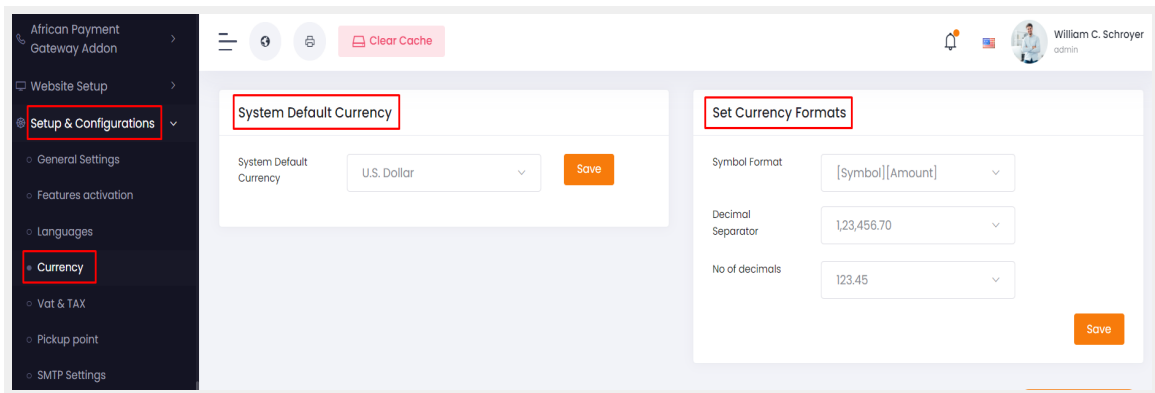 African Payment
Gateway Addon
Website Setup
Setup & Configurations
General Settings
Features activation
Languages
Currency
Vat & TAX
Pickup point
SMTP Settings
Clear Cache
William C. Schroyer
admin
System Default Currency
System Default
Currency
U.S. Dollar
Save
Set Currency Formats
Symbol Format
[Symbol][Amount]
Decimal
Separator
1,23,456.70
No of decimals
123.45
Save